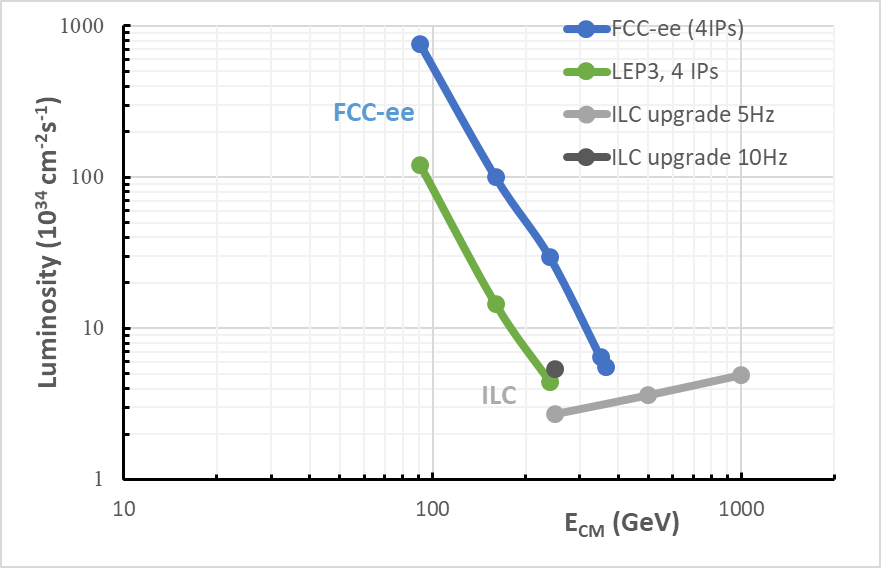 1000
100
10
1
Luminosity (10³⁴ cm⁻²s⁻¹)
FCC-ee (4IPs)
LEP3, 4 IPs
ILC upgrade 5Hz
ILC upgrade 10Hz
FCC-ee
ILC
10
100
1000
E_CM (GeV)